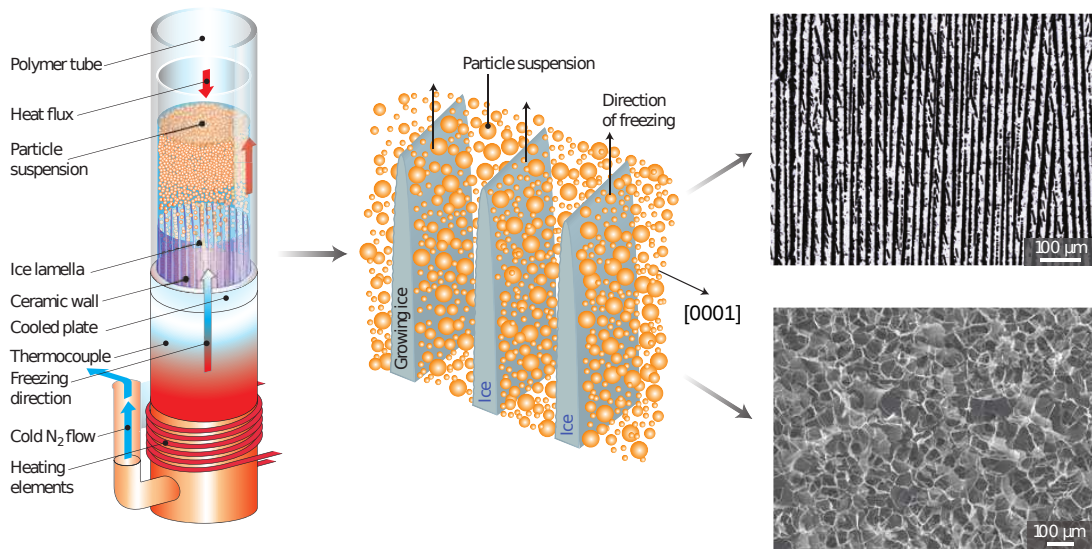 Polymer tube
Heat flux
Particle
suspension
Ice lamella
Ceramic wall
Cooled plate
Thermocouple
Freezing
direction
Cold N₂ flow
Heating
elements
Particle suspension
Direction
of freezing
[0001]
Growing ice
Ice
Ice
100 µm
100 µm